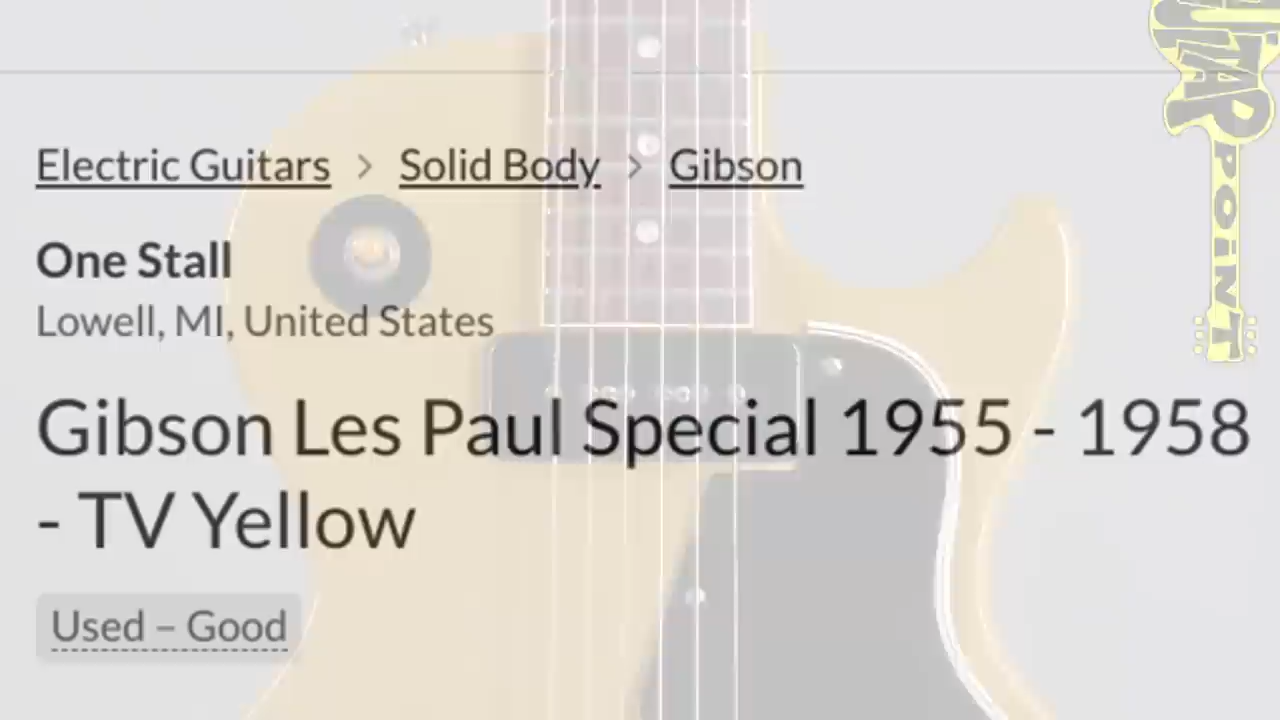 Electric Guitars > Solid Body > Gibson
One Stall
Lowell, MI, United States
Gibson Les Paul Special 1955 - 1958
- TV Yellow
Used – Good
POiNT